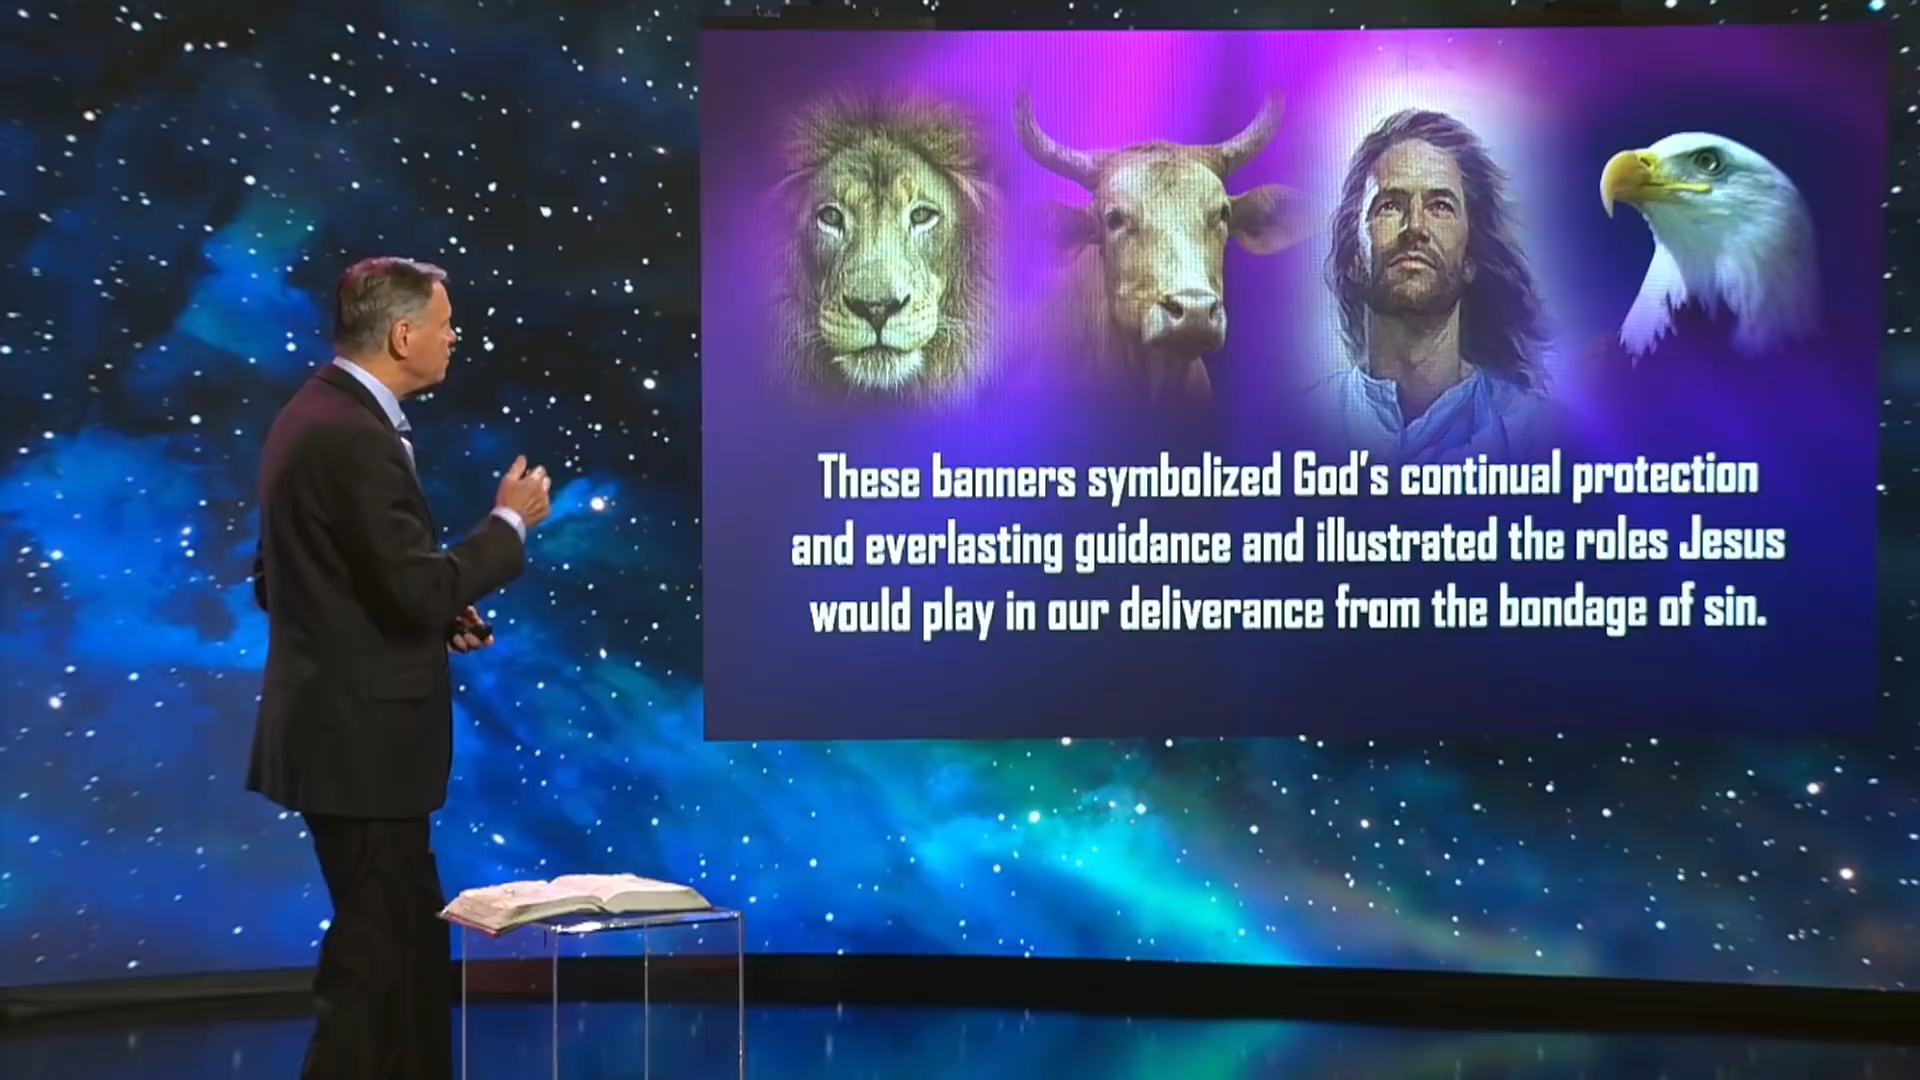 These banners symbolized God's continual protection
and everlasting guidance and illustrated the roles Jesus
would play in our deliverance from the bondage of sin.